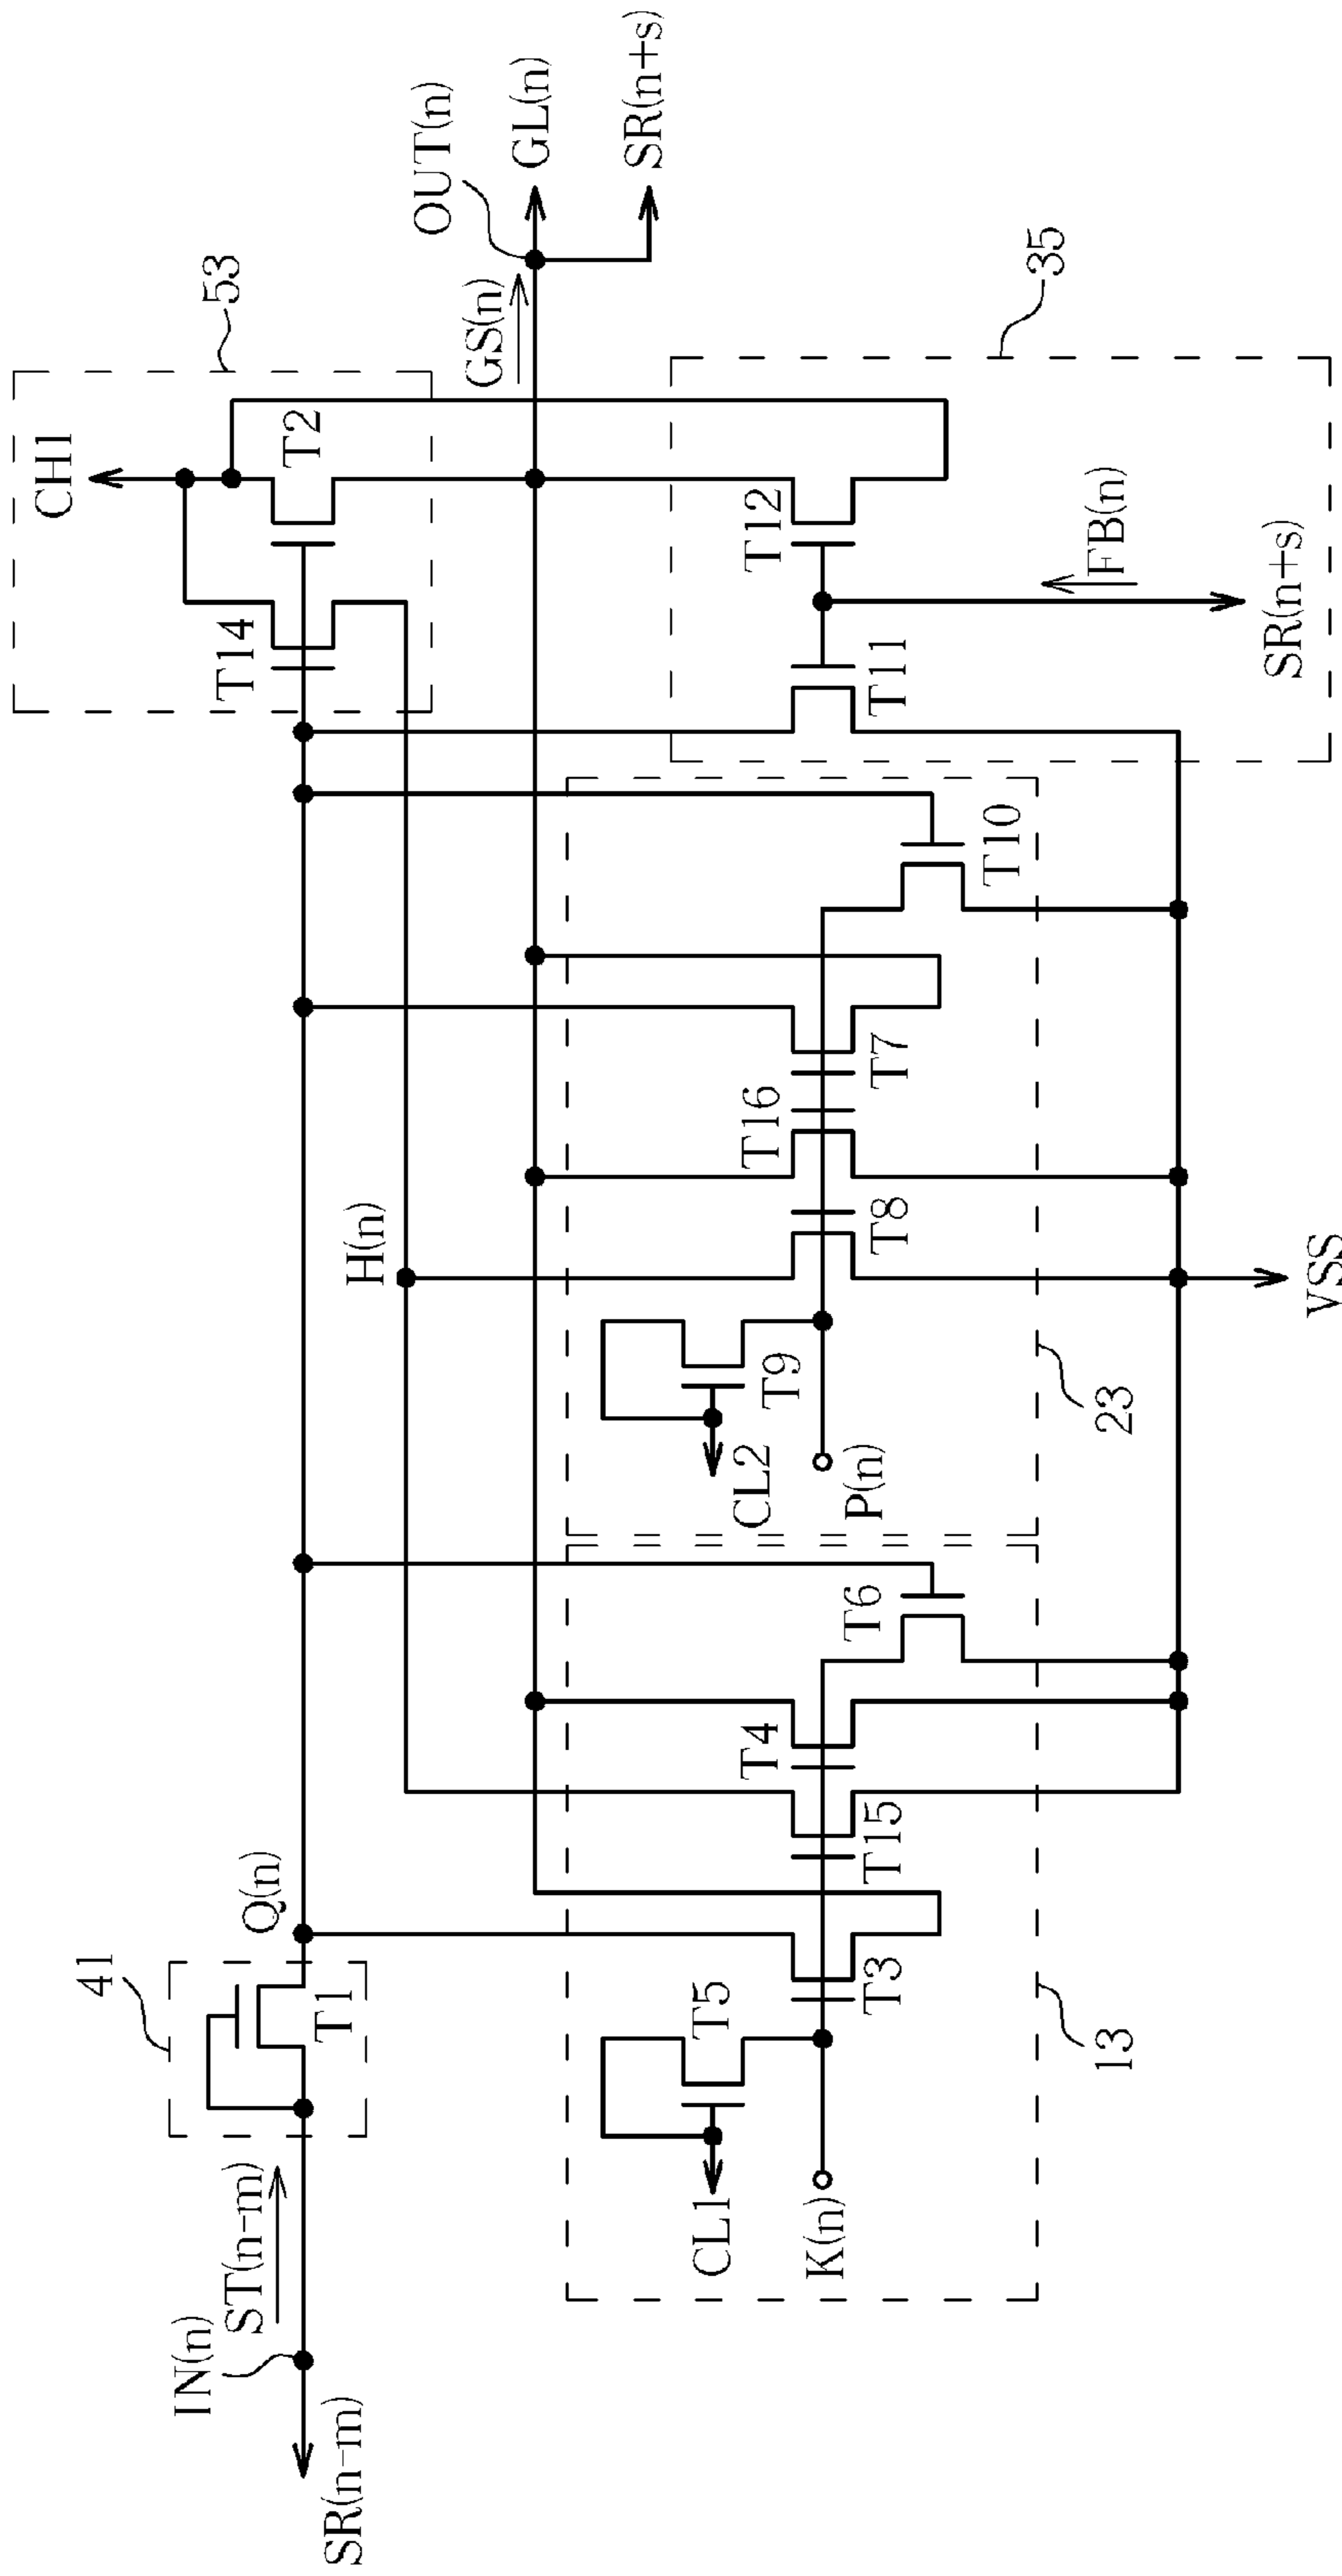 CH1
53
T2
T14
OUT(n)
GL(n)
SR(n+s)
GS(n)
35
T12
T11
FB(n)
SR(n+s)
H(n)
T10
T7
T16
T8
T9
CL2
P(n)
23
VSS
Q(n)
41
T1
T6
T4
T15
T3
T5
CL1
K(n)
13
ST(n-m)
IN(n)
SR(n-m)